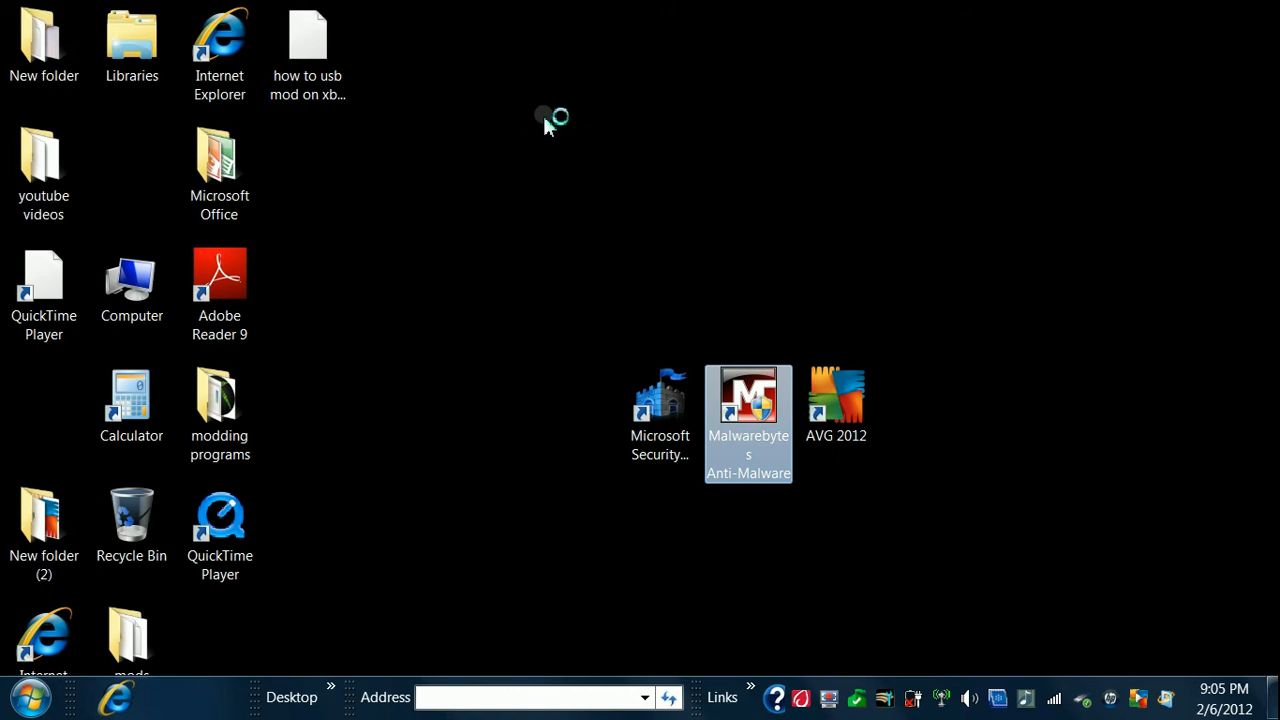 New folder
Libraries
Internet
Explorer
how to usb
mod on xb...
youtube
videos
Microsoft
Office
QuickTime
Player
Computer
Adobe
Reader 9
Calculator
modding
programs
Microsoft
Security...
Malwarebyte
s
Anti-Malware
AVG 2012
New folder
(2)
Recycle Bin
QuickTime
Player
Internet
mods
Desktop
»
Address
Links
»
9:05 PM
2/6/2012